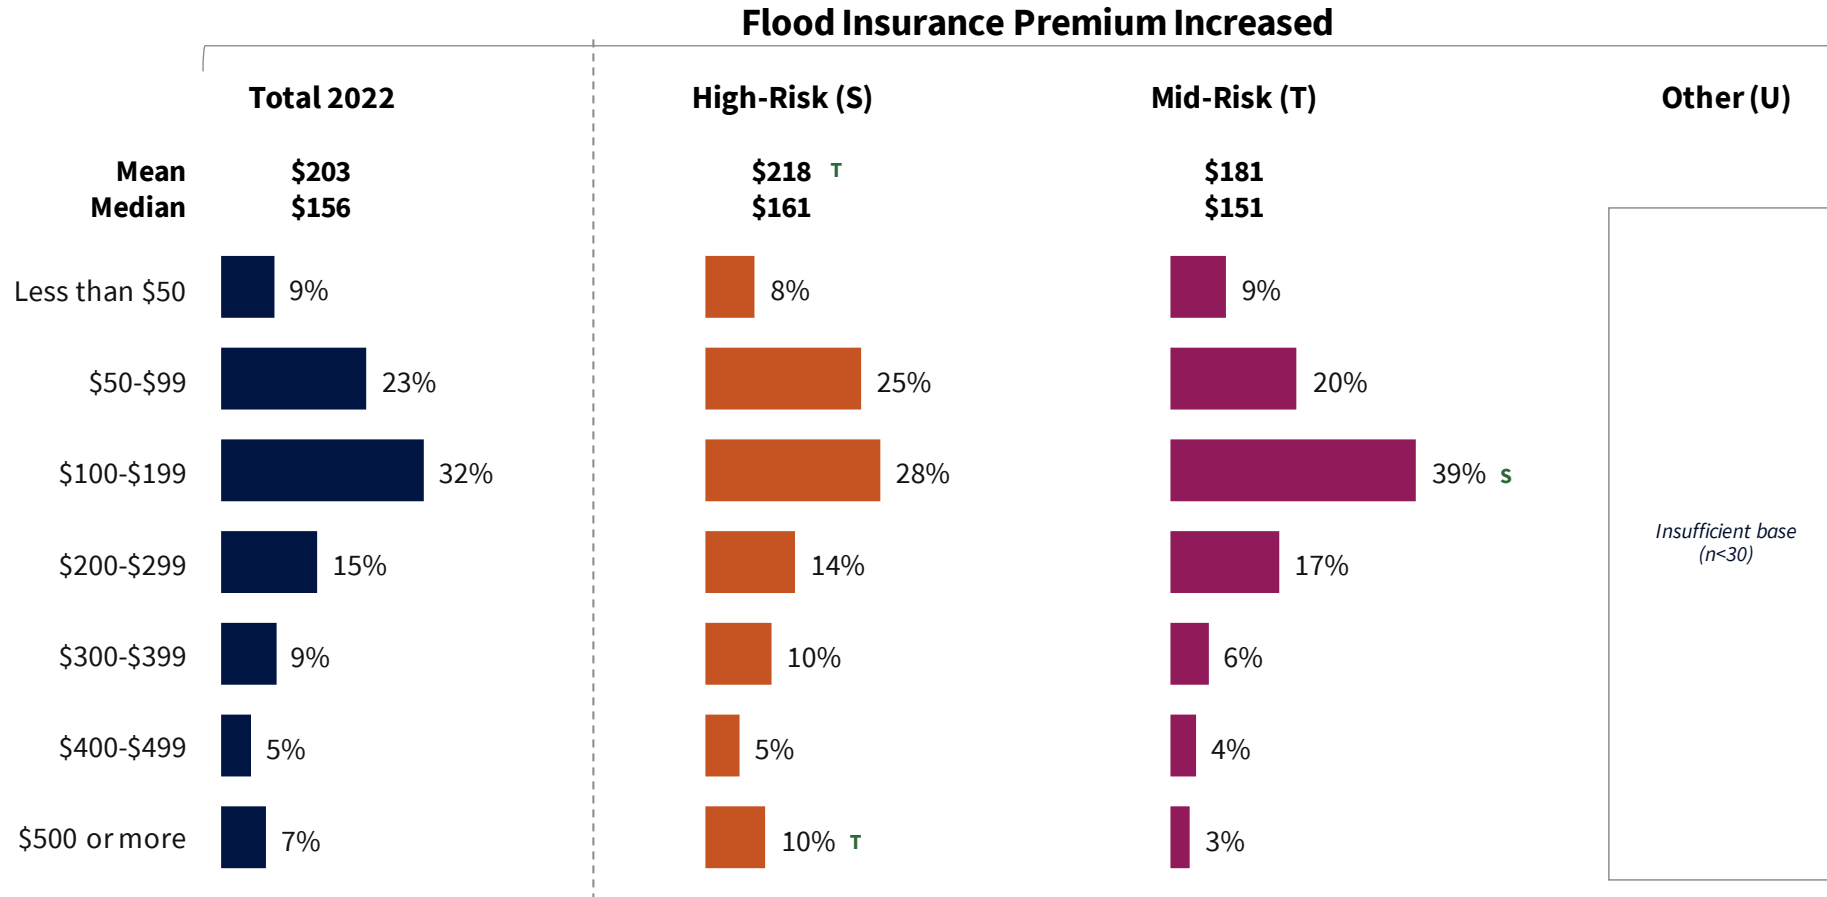 Flood Insurance Premium Increased
Total 2022 High-Risk (S) Mid-Risk (T) Other (U)
Mean $203 $218 T $181
Median $156 $161 $151
Less than $50 9% 8% 9%
$50-$99 23% 25% 20%
$100-$199 32% 28% 39% S
$200-$299 15% 14% 17%
Insufficient base
(n<30)
$300-$399 9% 10% 6%
$400-$499 5% 5% 4%
$500 or more 7% 10% T 3%